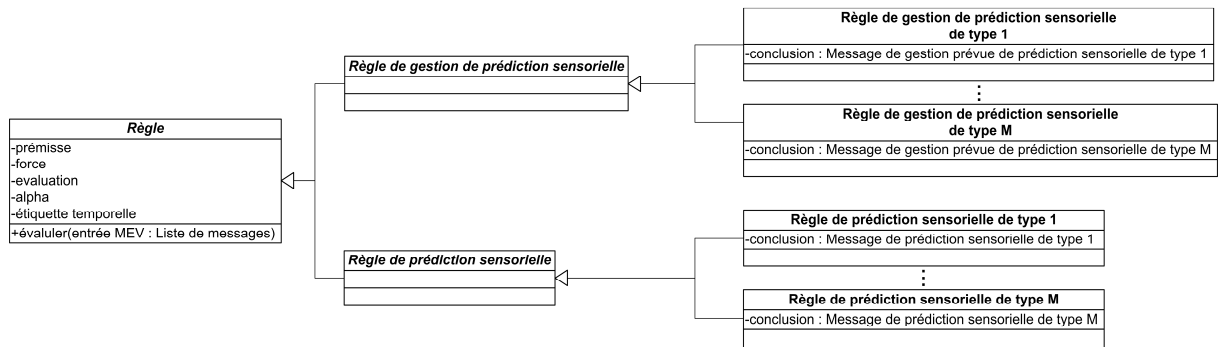 Règle de gestion de prédiction sensorielle
de type 1
-conclusion : Message de gestion prévue de prédiction sensorielle de type 1
Règle de gestion de prédiction sensorielle
Règle de gestion de prédiction sensorielle
de type M
-conclusion : Message de gestion prévue de prédiction sensorielle de type M
Règle
-prémisse
-force
-evaluation
-alpha
-étiquette temporelle
+évaluler(entrée MEV : Liste de messages)
Règle de prédiction sensorielle
Règle de prédiction sensorielle de type 1
-conclusion : Message de prédiction sensorielle de type 1
Règle de prédiction sensorielle de type M
-conclusion : Message de prédiction sensorielle de type M